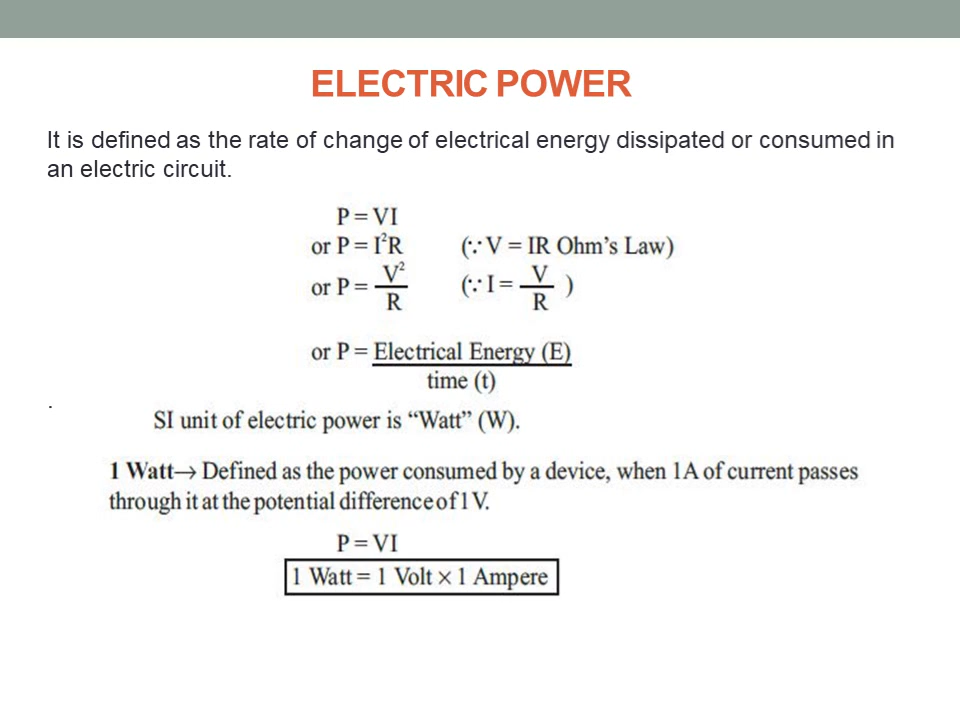 ELECTRIC POWER
It is defined as the rate of change of electrical energy dissipated or consumed in
an electric circuit.
P = VI
or P = I²R (∵ V = IR Ohm's Law)
or P = V²/R (∵ I = V/R )
or P = Electrical Energy (E)
time (t)
.
SI unit of electric power is “Watt” (W).
1 Watt→ Defined as the power consumed by a device, when 1A of current passes
through it at the potential difference of 1 V.
P = VI
1 Watt = 1 Volt × 1 Ampere